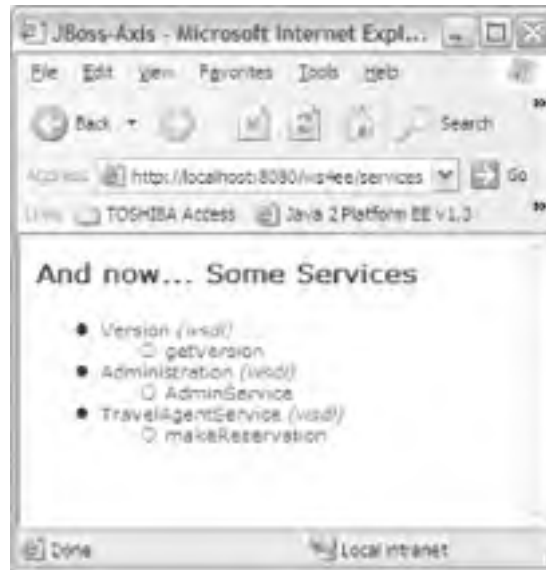 JBoss-Axis - Microsoft Internet Expl...
File Edit View Favorites Tools Help
Back Search
Address http://localhost:8080/ws4ee/services Go
Links TOSHIBA Access Java 2 Platform EE v1.3
And now... Some Services
Version (wsdl)
getVersion
Administration (wsdl)
AdminService
TravelAgentService (wsdl)
makeReservation
Done Local intranet